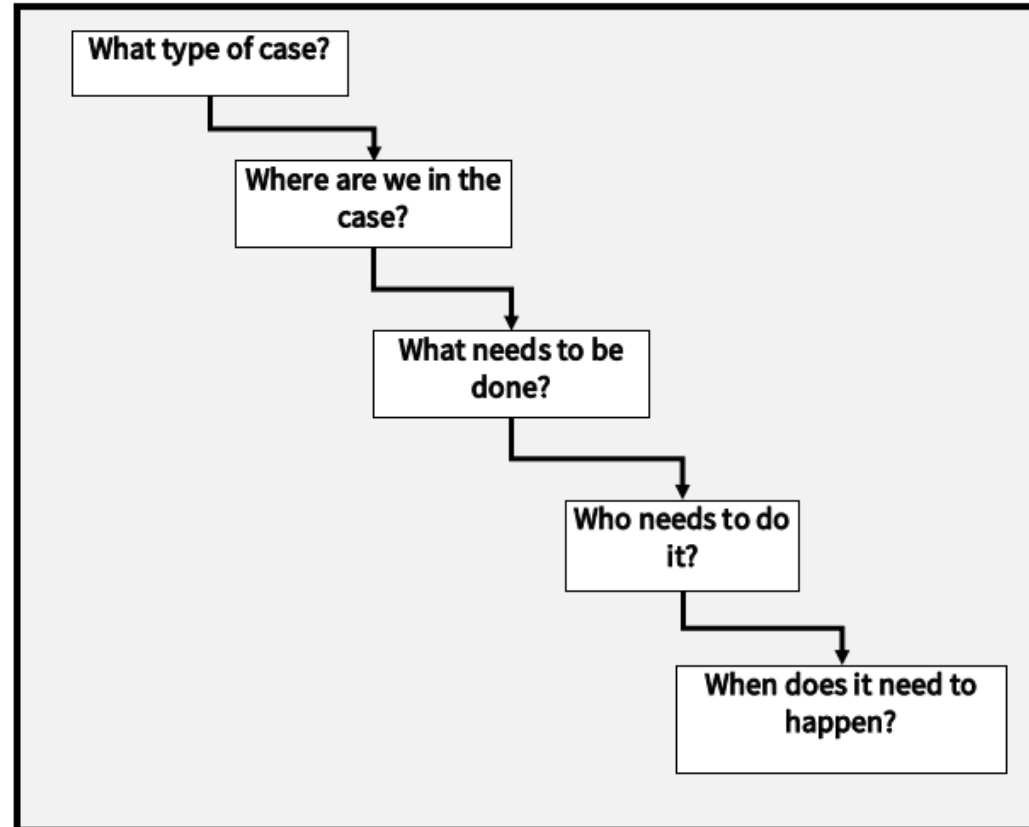 What type of case?
Where are we in the
case?
What needs to be
done?
Who needs to do
it?
When does it need to
happen?